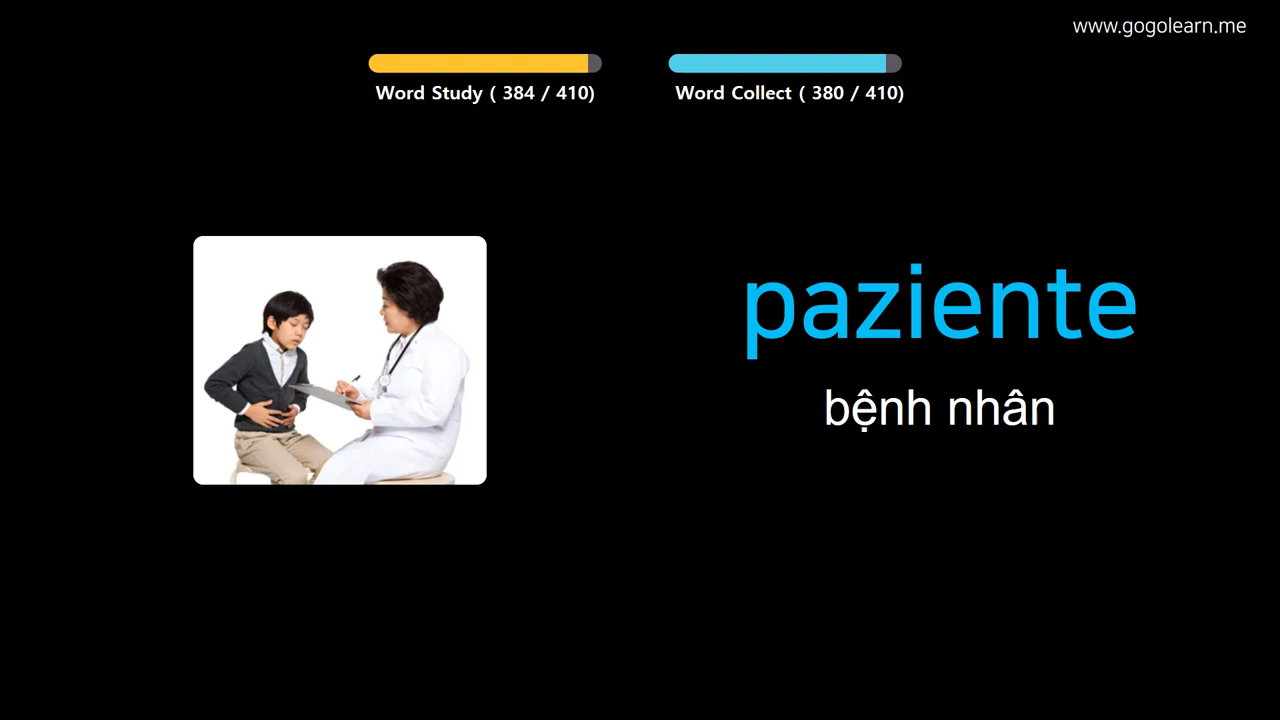 www.gogolearn.me
Word Study ( 384 / 410)
Word Collect ( 380 / 410)
paziente
bệnh nhân